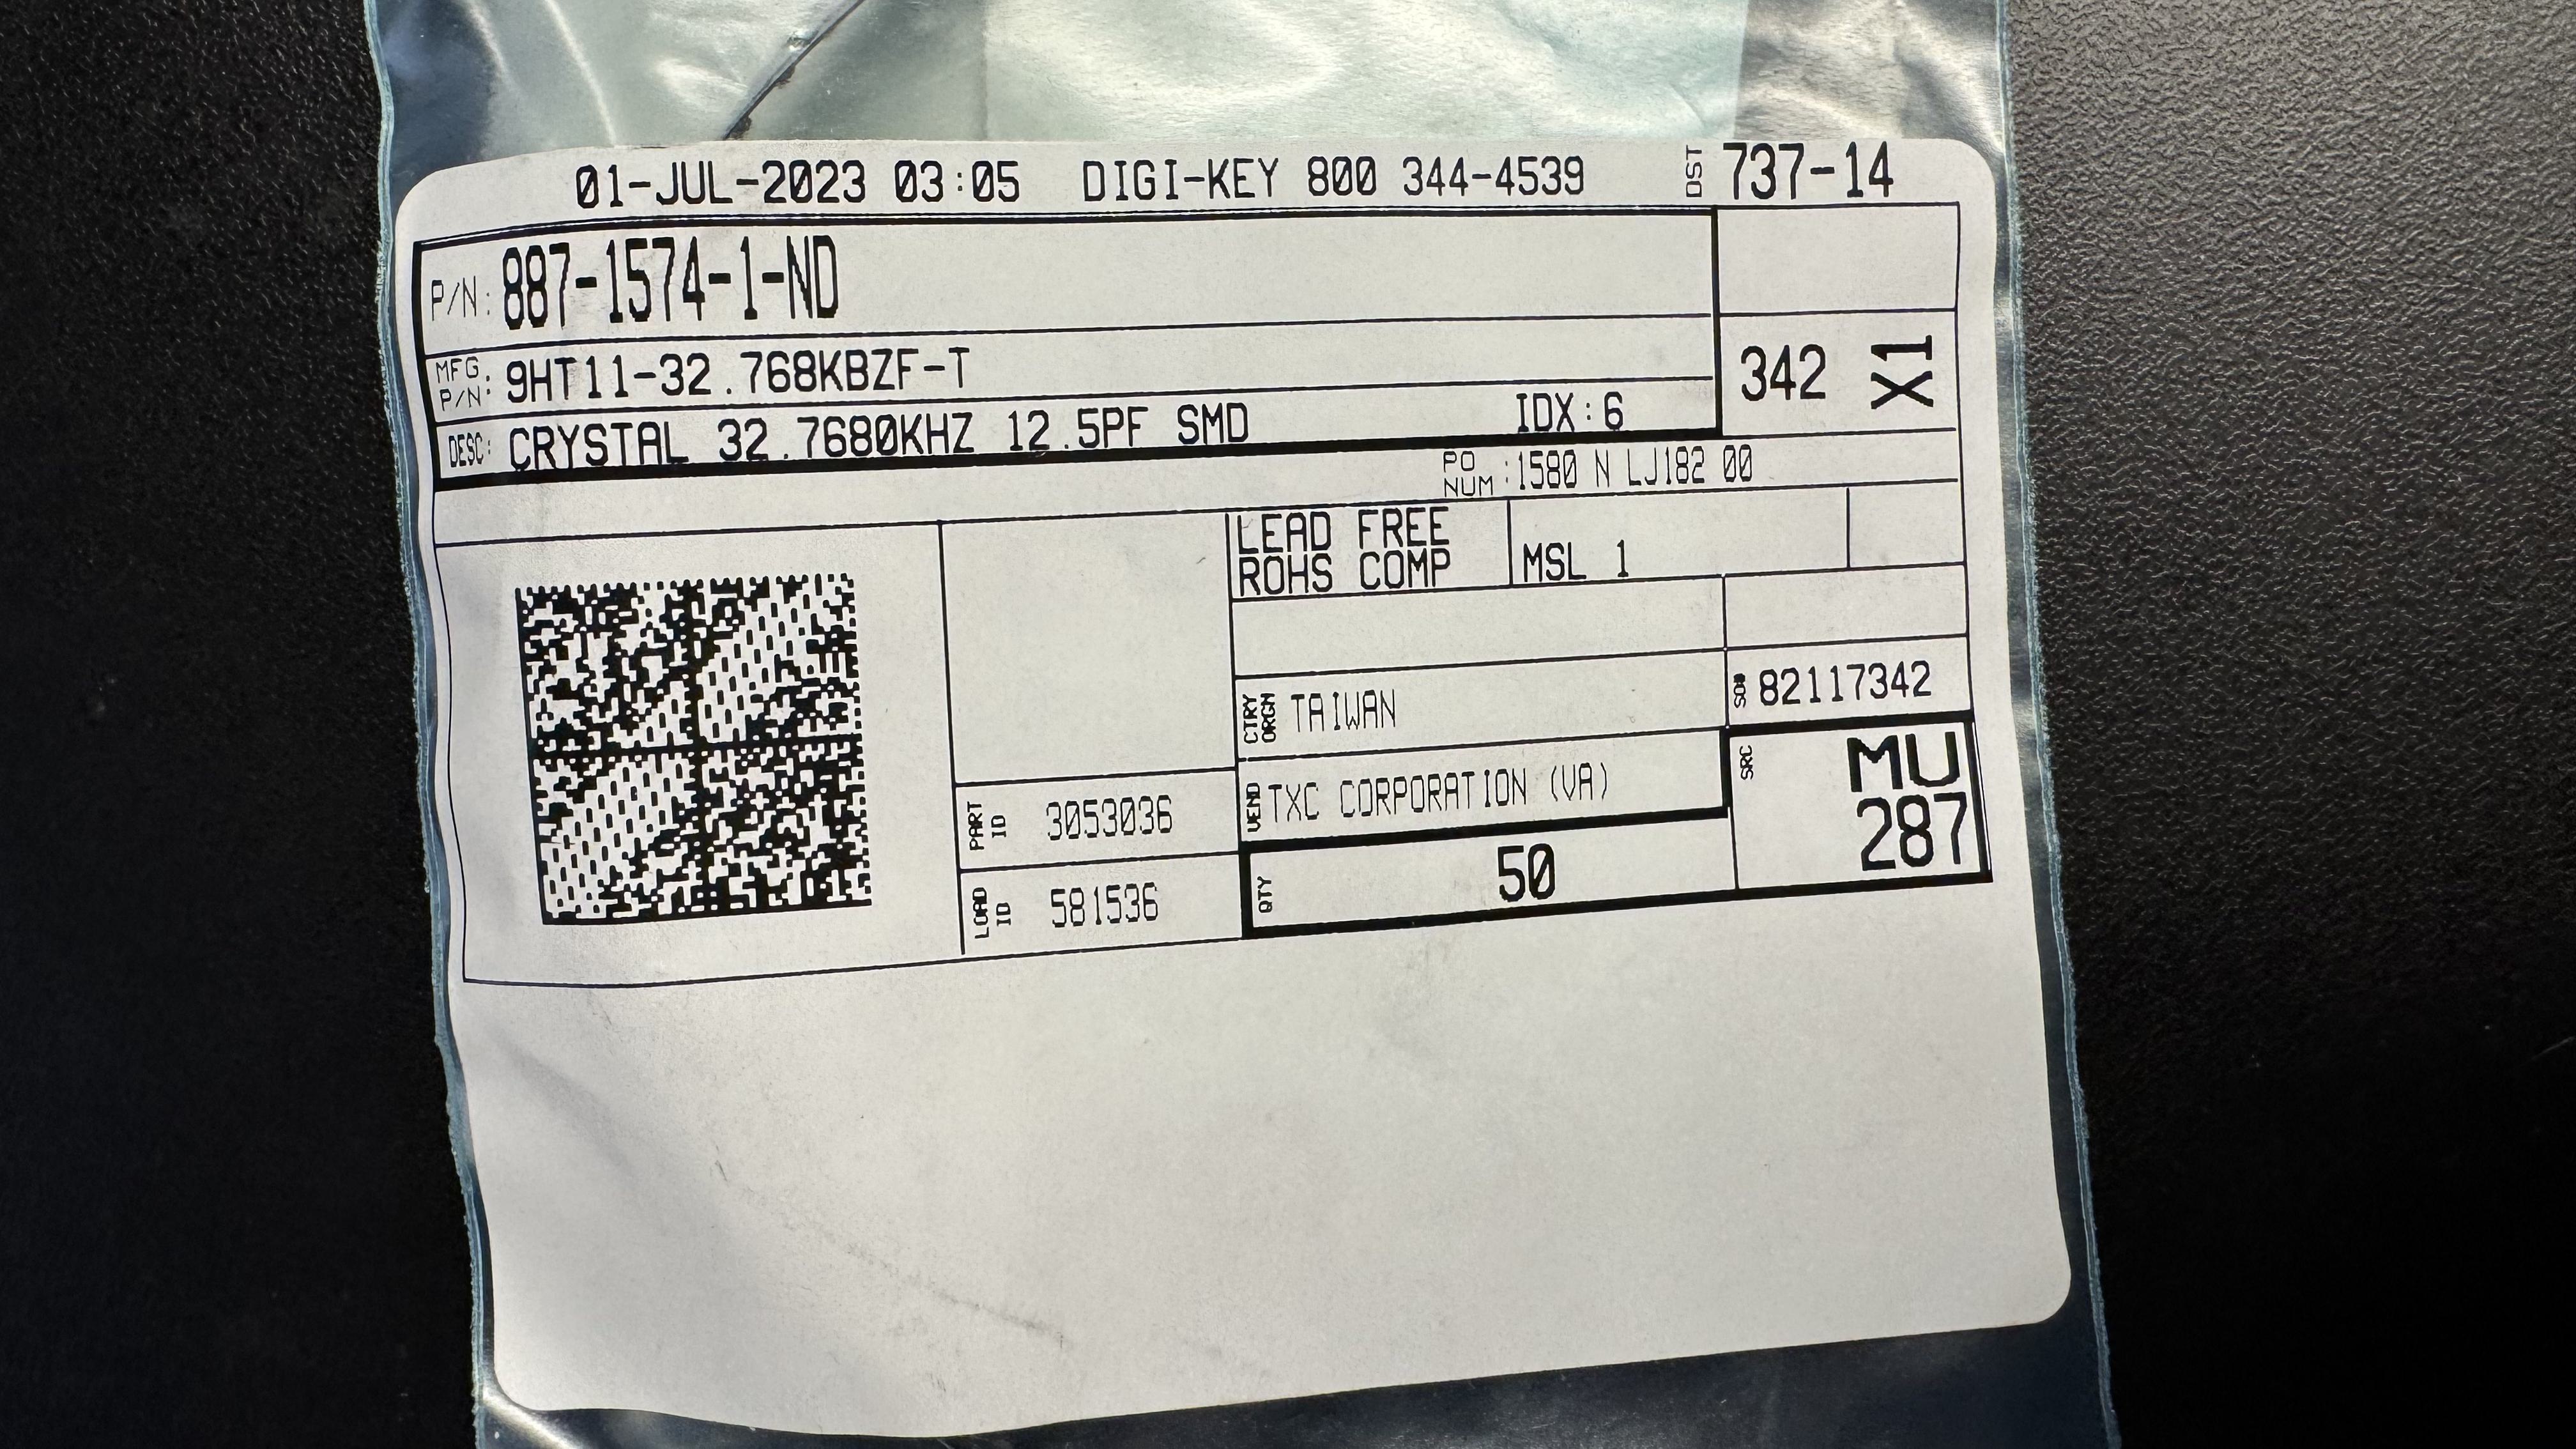 01-JUL-2023 03:05 DIGI-KEY 800 344-4539 DST 737-14
P/N: 887-1574-1-ND
MFG. P/N: 9HT11-32.768KBZF-T
342 X1
DESC: CRYSTAL 32.7680KHZ 12.5PF SMD IDX:6
PO NUM :1580 N LJ182 00
LEAD FREE
ROHS COMP
MSL 1
CTRY ORGN TAIWAN
SO# 82117342
PART ID 3053036
VEND TXC CORPORATION (VA)
SRC MU
287
LOAD ID 581536
QTY 50